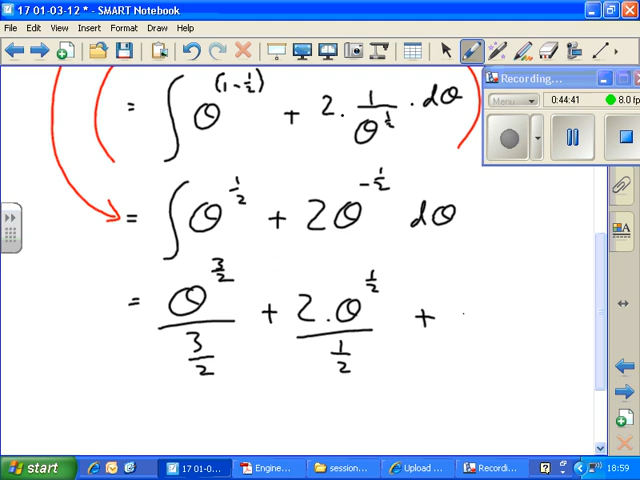 17 01-03-12 * - SMART Notebook
File Edit View Insert Format Draw Help
Recording...
Menu 0:44:41 8.0 fp
= ∫ θ^(1-1/2) + 2 . 1/θ^(1/2) . dθ
= ∫ θ^(1/2) + 2θ^(-1/2) dθ
= θ^(3/2)/(3/2) + 2.θ^(1/2)/(1/2) +
start 17 01-0... Engine... session... Upload ... Recordi... ? 18:59